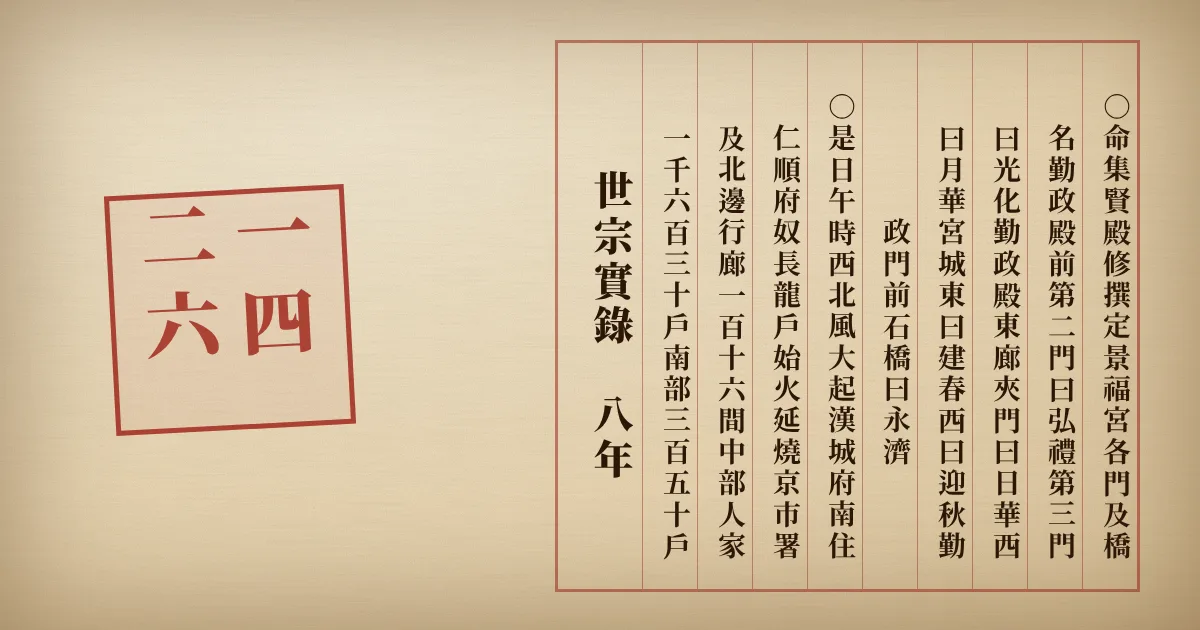 〇命集賢殿修撰定景福宮各門及橋
名勤政殿前第二門曰弘禮第三門
曰光化勤政殿東廊夾門曰日華西
曰月華宮城東曰建春西曰迎秋勤
政門前石橋曰永濟
〇是日午時西北風大起漢城府南住
仁順府奴長龍戶始火延燒京市署
及北邊行廊一百十六間中部人家
一千六百三十戶南部三百五十戶
世宗實錄 八年
一四
二六